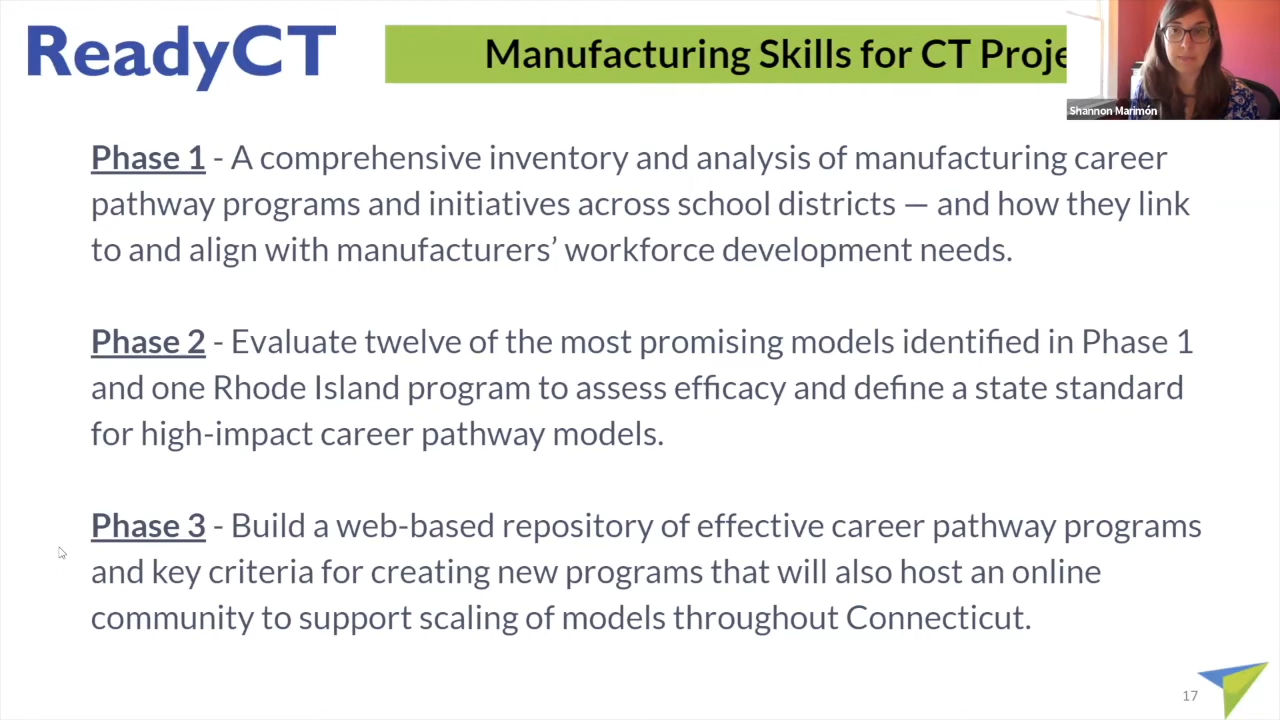 ReadyCT
Manufacturing Skills for CT Proje
Shannon Marimón
Phase 1 - A comprehensive inventory and analysis of manufacturing career
pathway programs and initiatives across school districts — and how they link
to and align with manufacturers’ workforce development needs.
Phase 2 - Evaluate twelve of the most promising models identified in Phase 1
and one Rhode Island program to assess efficacy and define a state standard
for high-impact career pathway models.
Phase 3 - Build a web-based repository of effective career pathway programs
and key criteria for creating new programs that will also host an online
community to support scaling of models throughout Connecticut.
17